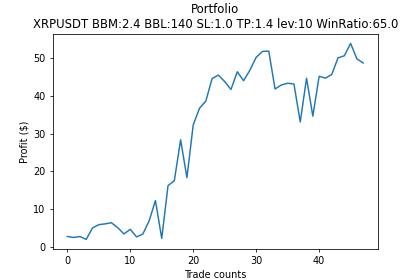 Portfolio
XRPUSDT BBM:2.4 BBL:140 SL:1.0 TP:1.4 lev:10 WinRatio:65.0
50
40
30
20
10
0
Profit ($)
0 10 20 30 40
Trade counts